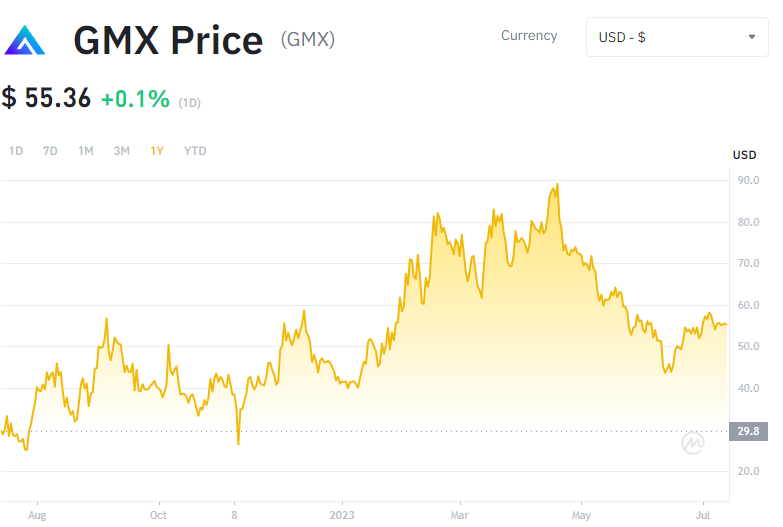 GMX Price (GMX)
Currency
USD - $
$ 55.36 +0.1% (1D)
1D 7D 1M 3M 1Y YTD
USD
90.0
80.0
70.0
60.0
50.0
40.0
29.8
20.0
Aug Oct 8 2023 Mar May Jul